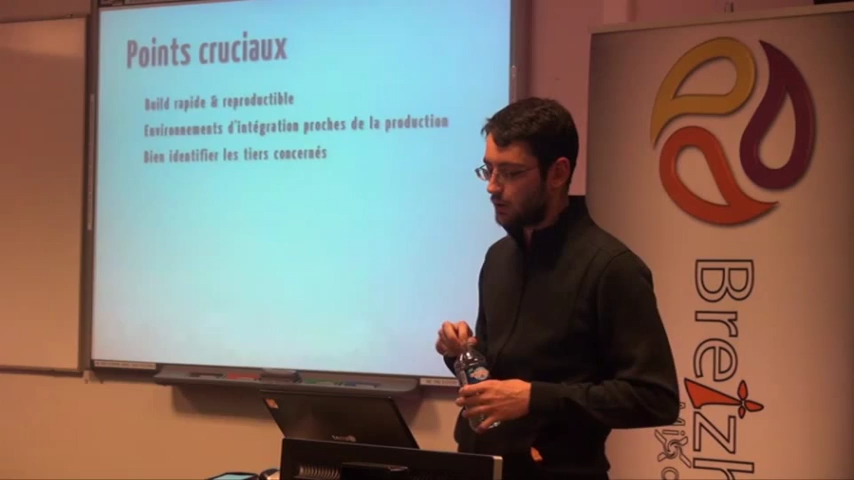 Points cruciaux
Build rapide & reproductible
Environnements d'intégration proches de la production
Bien identifier les tiers concernés
Breizh